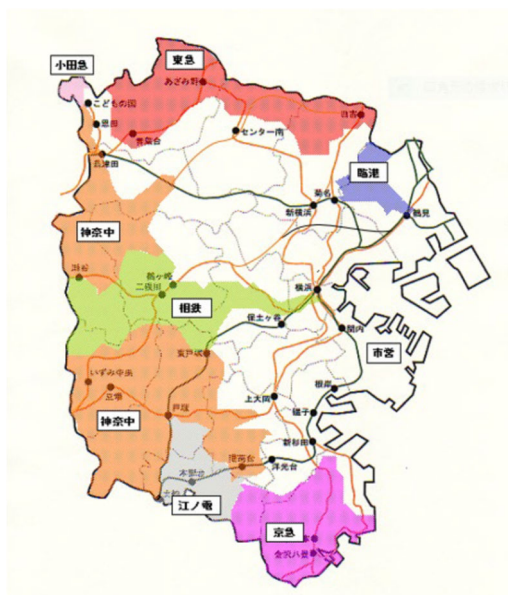 小田急
東急
あざみ野
こどもの国
日吉
恩田
青葉台
センター南
長津田
臨港
菊名
新横浜
鶴見
神奈中
瀬谷
鶴ヶ峰
二俣川
相鉄
横浜
保土ヶ谷
関内
市営
東戸塚
いずみ中央
立場
根岸
上大岡
磯子
神奈中
戸塚
新杉田
港南台
洋光台
本郷台
大船
江ノ電
京急
金沢八景